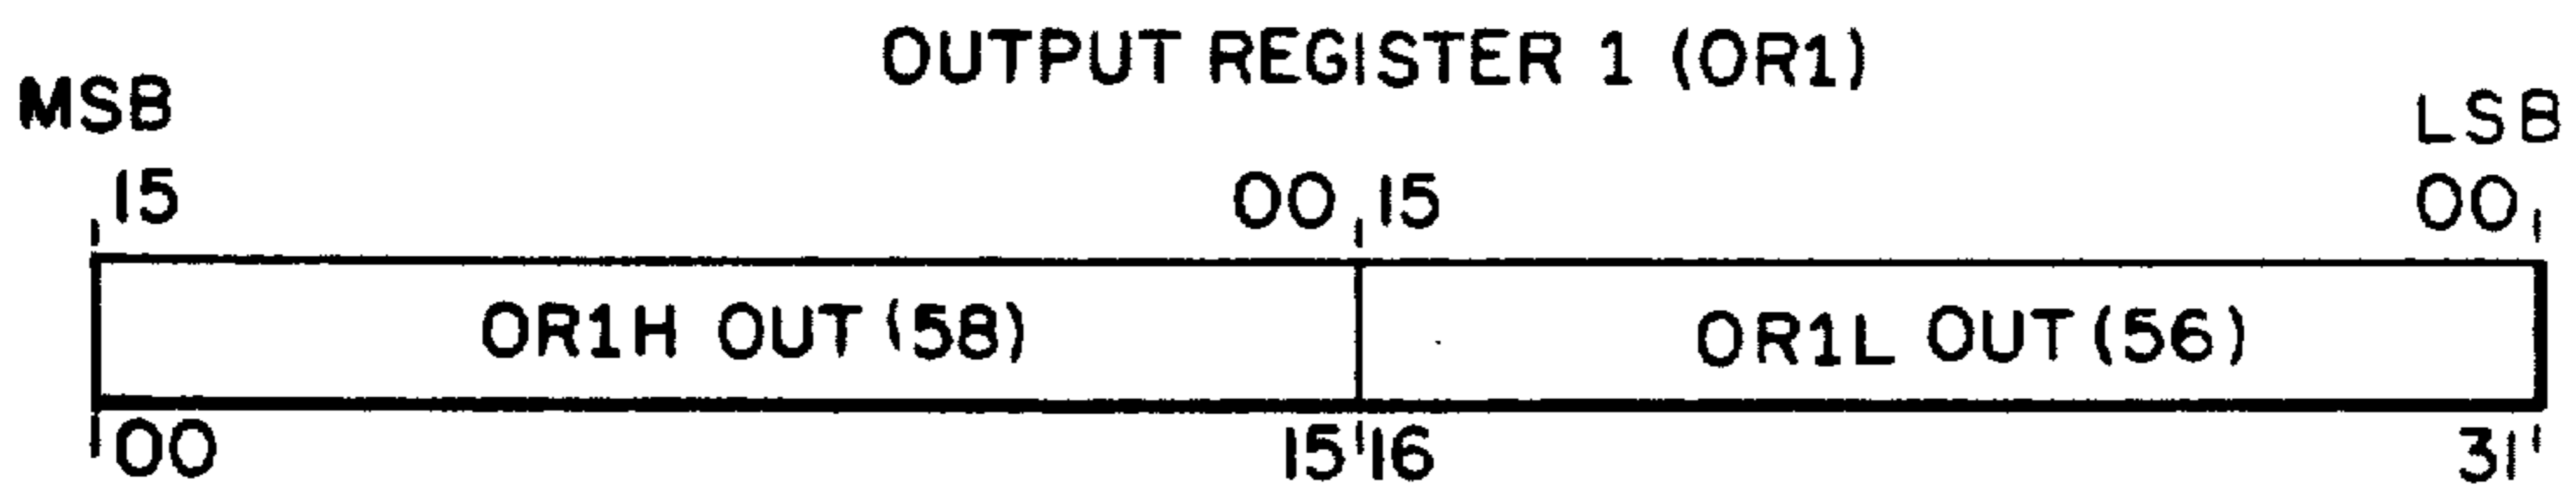 OUTPUT REGISTER 1 (OR1)
MSB LSB
15 00 15 00
OR1H OUT (58) OR1L OUT (56)
00 15 16 31